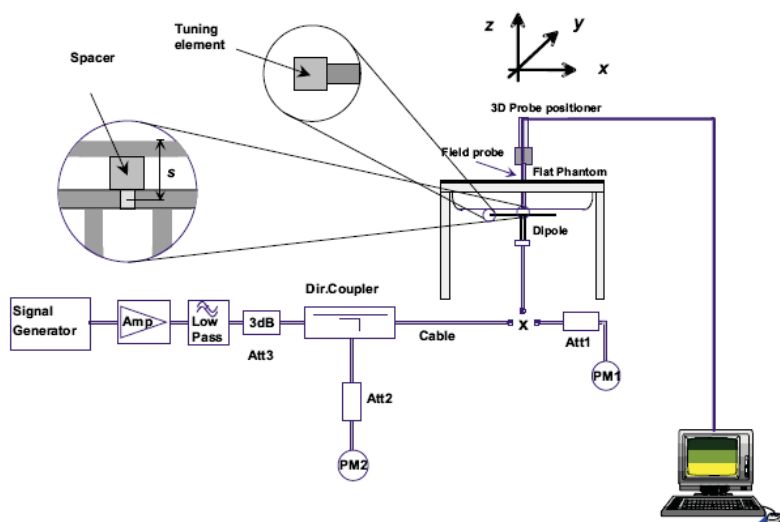 Tuning
element
Spacer
s
z
y
x
3D Probe positioner
Field probe
Flat Phantom
Dipole
Signal
Generator
Amp
Low
Pass
3dB
Att3
Dir.Coupler
Cable
x
Att1
PM1
Att2
PM2